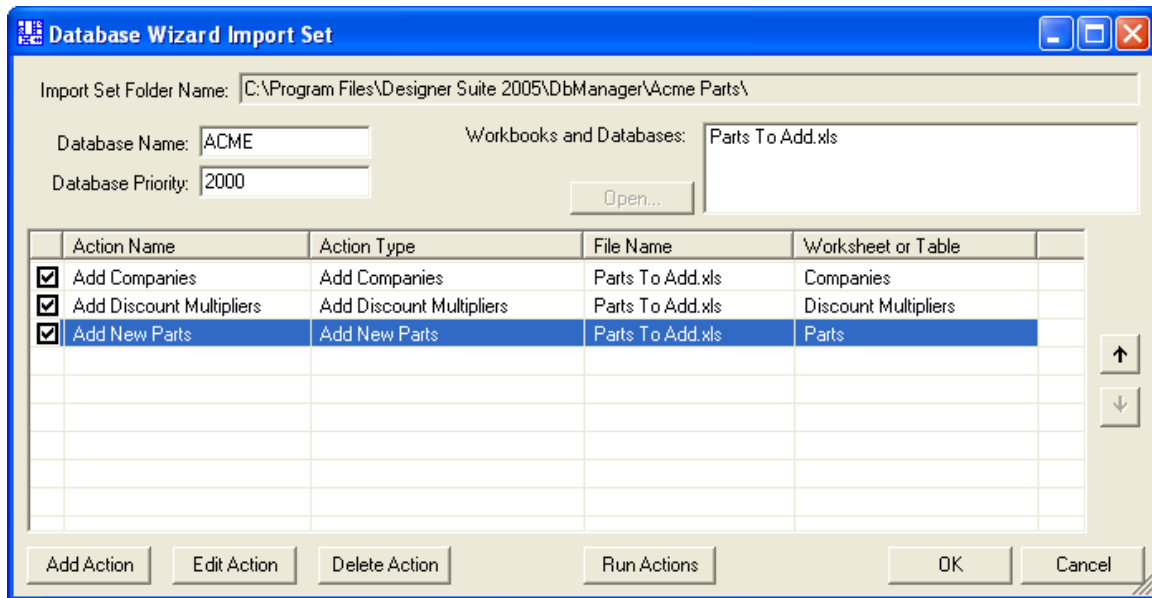 Database Wizard Import Set
Import Set Folder Name: C:\Program Files\Designer Suite 2005\DbManager\Acme Parts\
Database Name: ACME
Workbooks and Databases: Parts To Add.xls
Database Priority: 2000
Open...
Action Name Action Type File Name Worksheet or Table
Add Companies Add Companies Parts To Add.xls Companies
Add Discount Multipliers Add Discount Multipliers Parts To Add.xls Discount Multipliers
Add New Parts Add New Parts Parts To Add.xls Parts
Add Action Edit Action Delete Action Run Actions OK Cancel